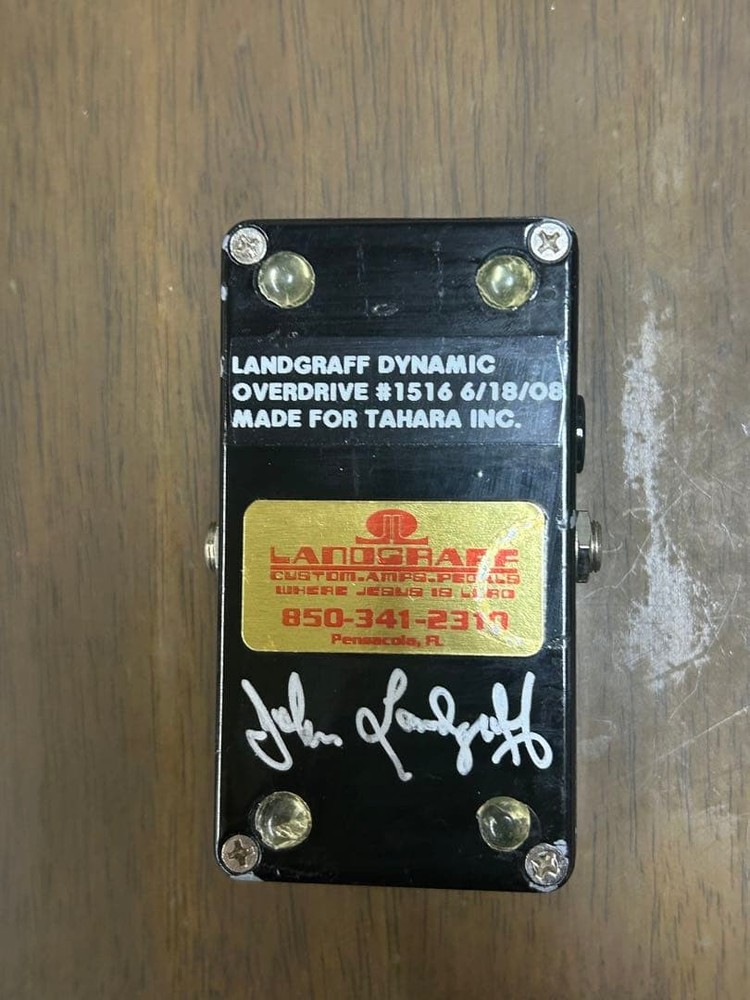 LANDGRAFF DYNAMIC
OVERDRIVE #1516 6/18/08
MADE FOR TAHARA INC.
LANDGRAFF
CUSTOM-AMPS-PEDALS
WHERE JESUS IS LORD
850-341-2310
Pensacola, FL
John Landgraff